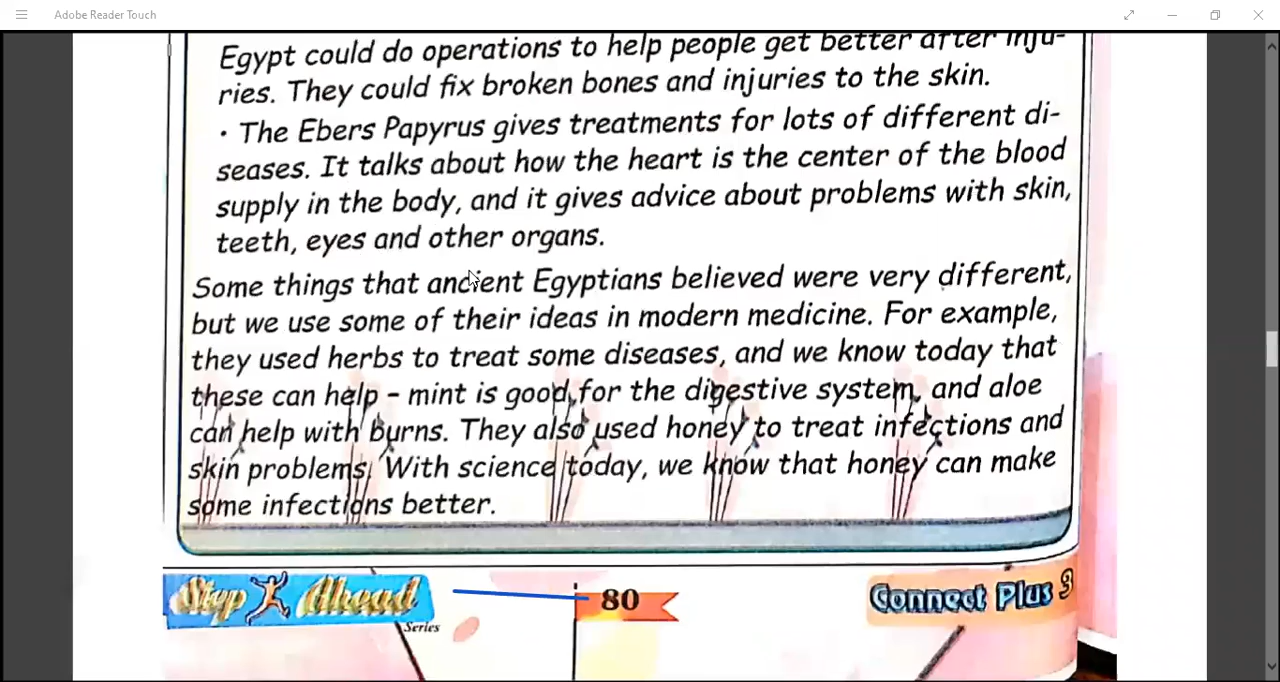 Adobe Reader Touch
Egypt could do operations to help people get better after inju-
ries. They could fix broken bones and injuries to the skin.
• The Ebers Papyrus gives treatments for lots of different di-
seases. It talks about how the heart is the center of the blood
supply in the body, and it gives advice about problems with skin,
teeth, eyes and other organs.
Some things that ancient Egyptians believed were very different,
but we use some of their ideas in modern medicine. For example,
they used herbs to treat some diseases, and we know today that
these can help - mint is good for the digestive system, and aloe
can help with burns. They also used honey to treat infections and
skin problems. With science today, we know that honey can make
some infections better.
Step Ahead
Series
80
Connect Plus 3